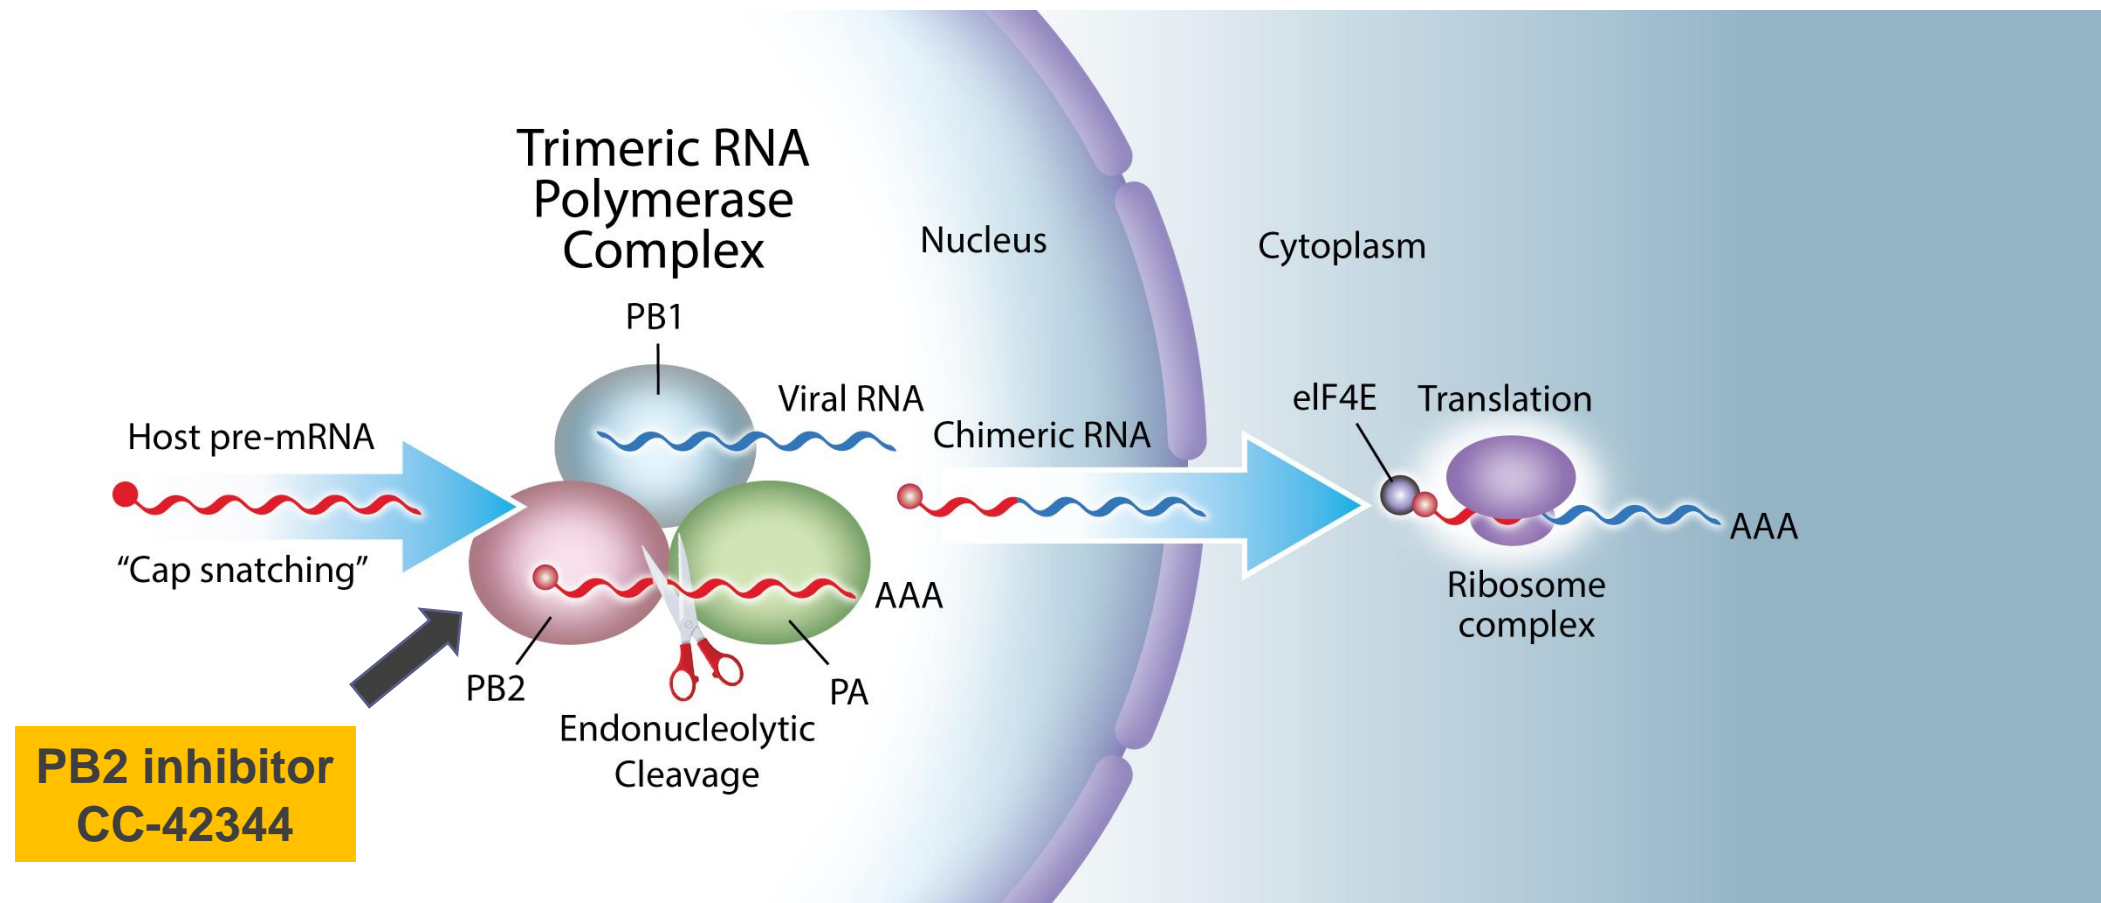 Trimeric RNA
Polymerase
Complex
PB1
Nucleus
Cytoplasm
Host pre-mRNA
"Cap snatching"
Viral RNA
Chimeric RNA
eIF4E
Translation
AAA
AAA
Ribosome
complex
PB2
PA
Endonucleolytic
Cleavage
PB2 inhibitor
CC-42344